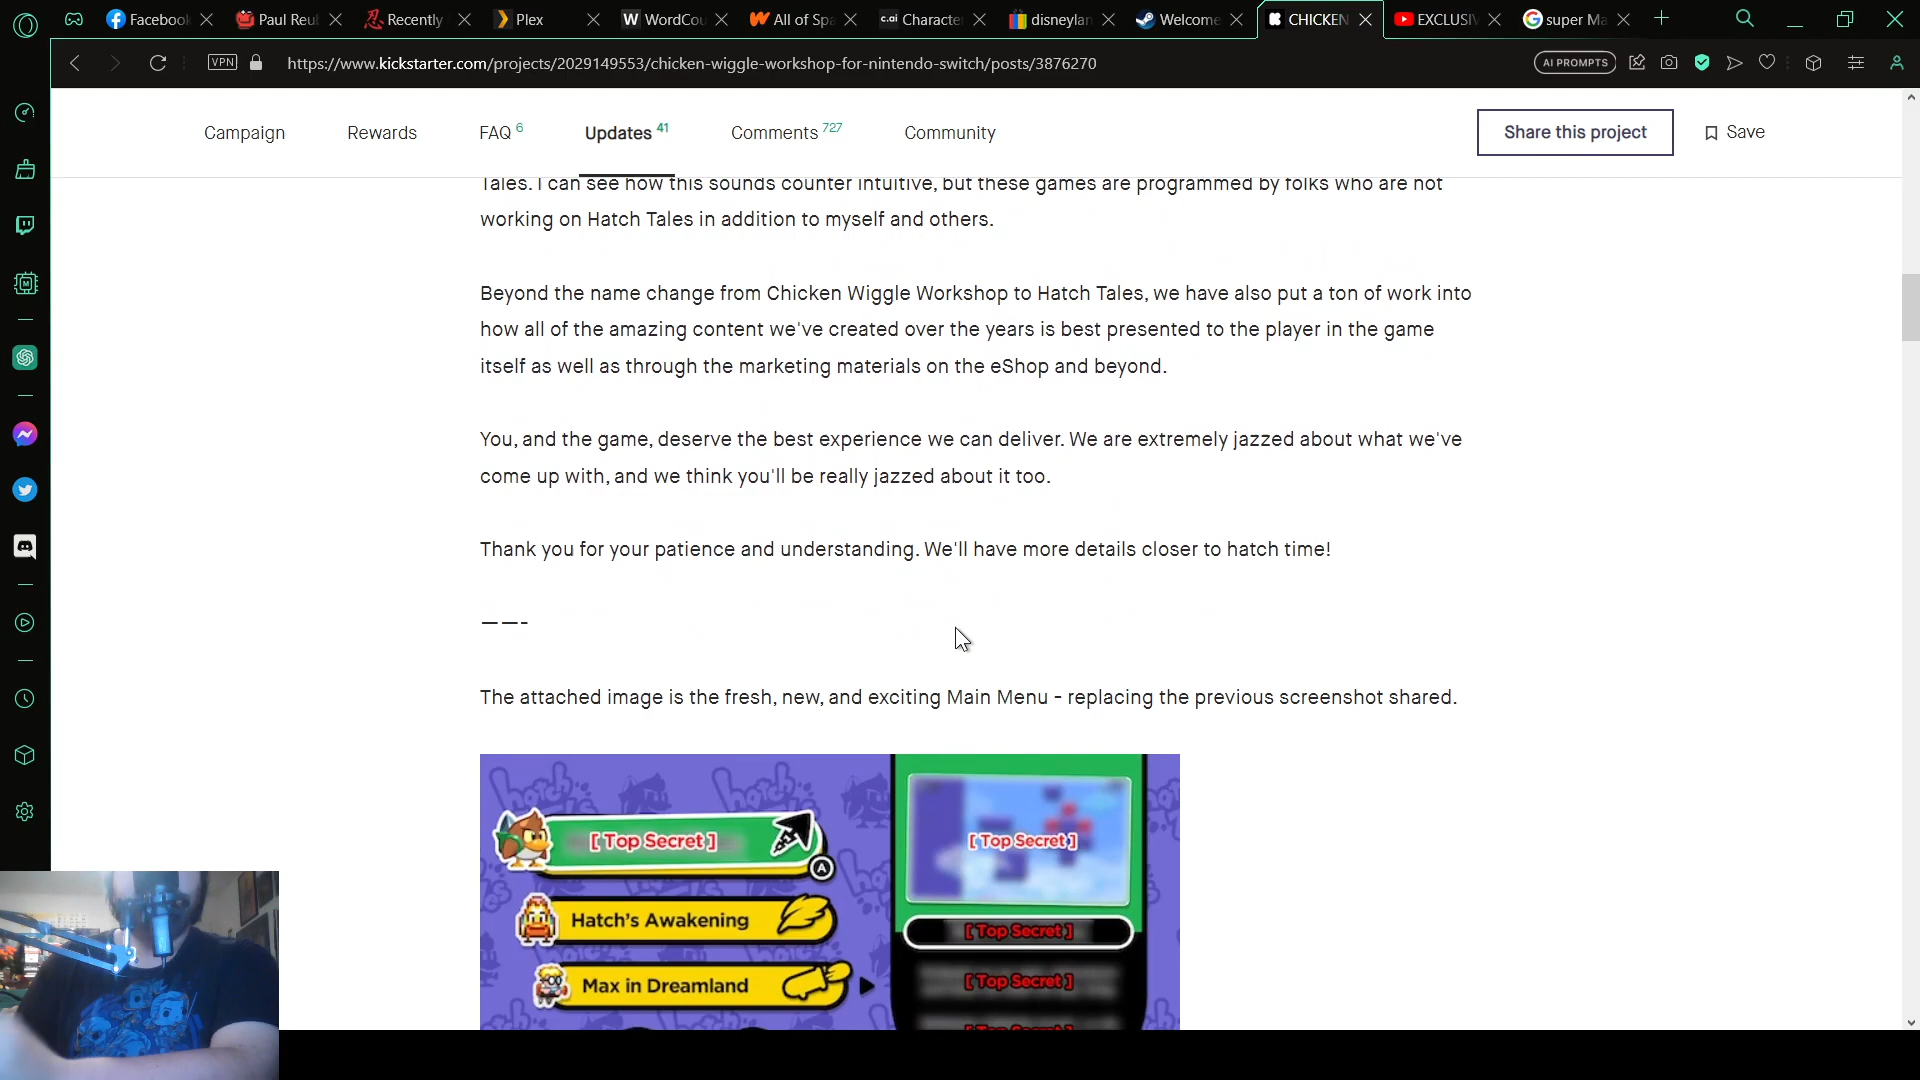 Facebook
Paul Reu
Recently
Plex
WordCou
All of Spa
c.ai Character
disneylan
Welcome
CHICKEN
EXCLUSIV
super Ma
VPN
https://www.kickstarter.com/projects/2029149553/chicken-wiggle-workshop-for-nintendo-switch/posts/3876270
AI PROMPTS
Campaign
Rewards
FAQ 6
Updates 41
Comments 727
Community
Share this project
Save
Tales. I can see how this sounds counter intuitive, but these games are programmed by folks who are not
working on Hatch Tales in addition to myself and others.
Beyond the name change from Chicken Wiggle Workshop to Hatch Tales, we have also put a ton of work into
how all of the amazing content we've created over the years is best presented to the player in the game
itself as well as through the marketing materials on the eShop and beyond.
You, and the game, deserve the best experience we can deliver. We are extremely jazzed about what we've
come up with, and we think you'll be really jazzed about it too.
Thank you for your patience and understanding. We'll have more details closer to hatch time!
——-
The attached image is the fresh, new, and exciting Main Menu - replacing the previous screenshot shared.
[ Top Secret ]
A
Hatch's Awakening
Max in Dreamland
[ Top Secret ]
[ Top Secret ]
[ Top Secret ]
[ Top Secret ]